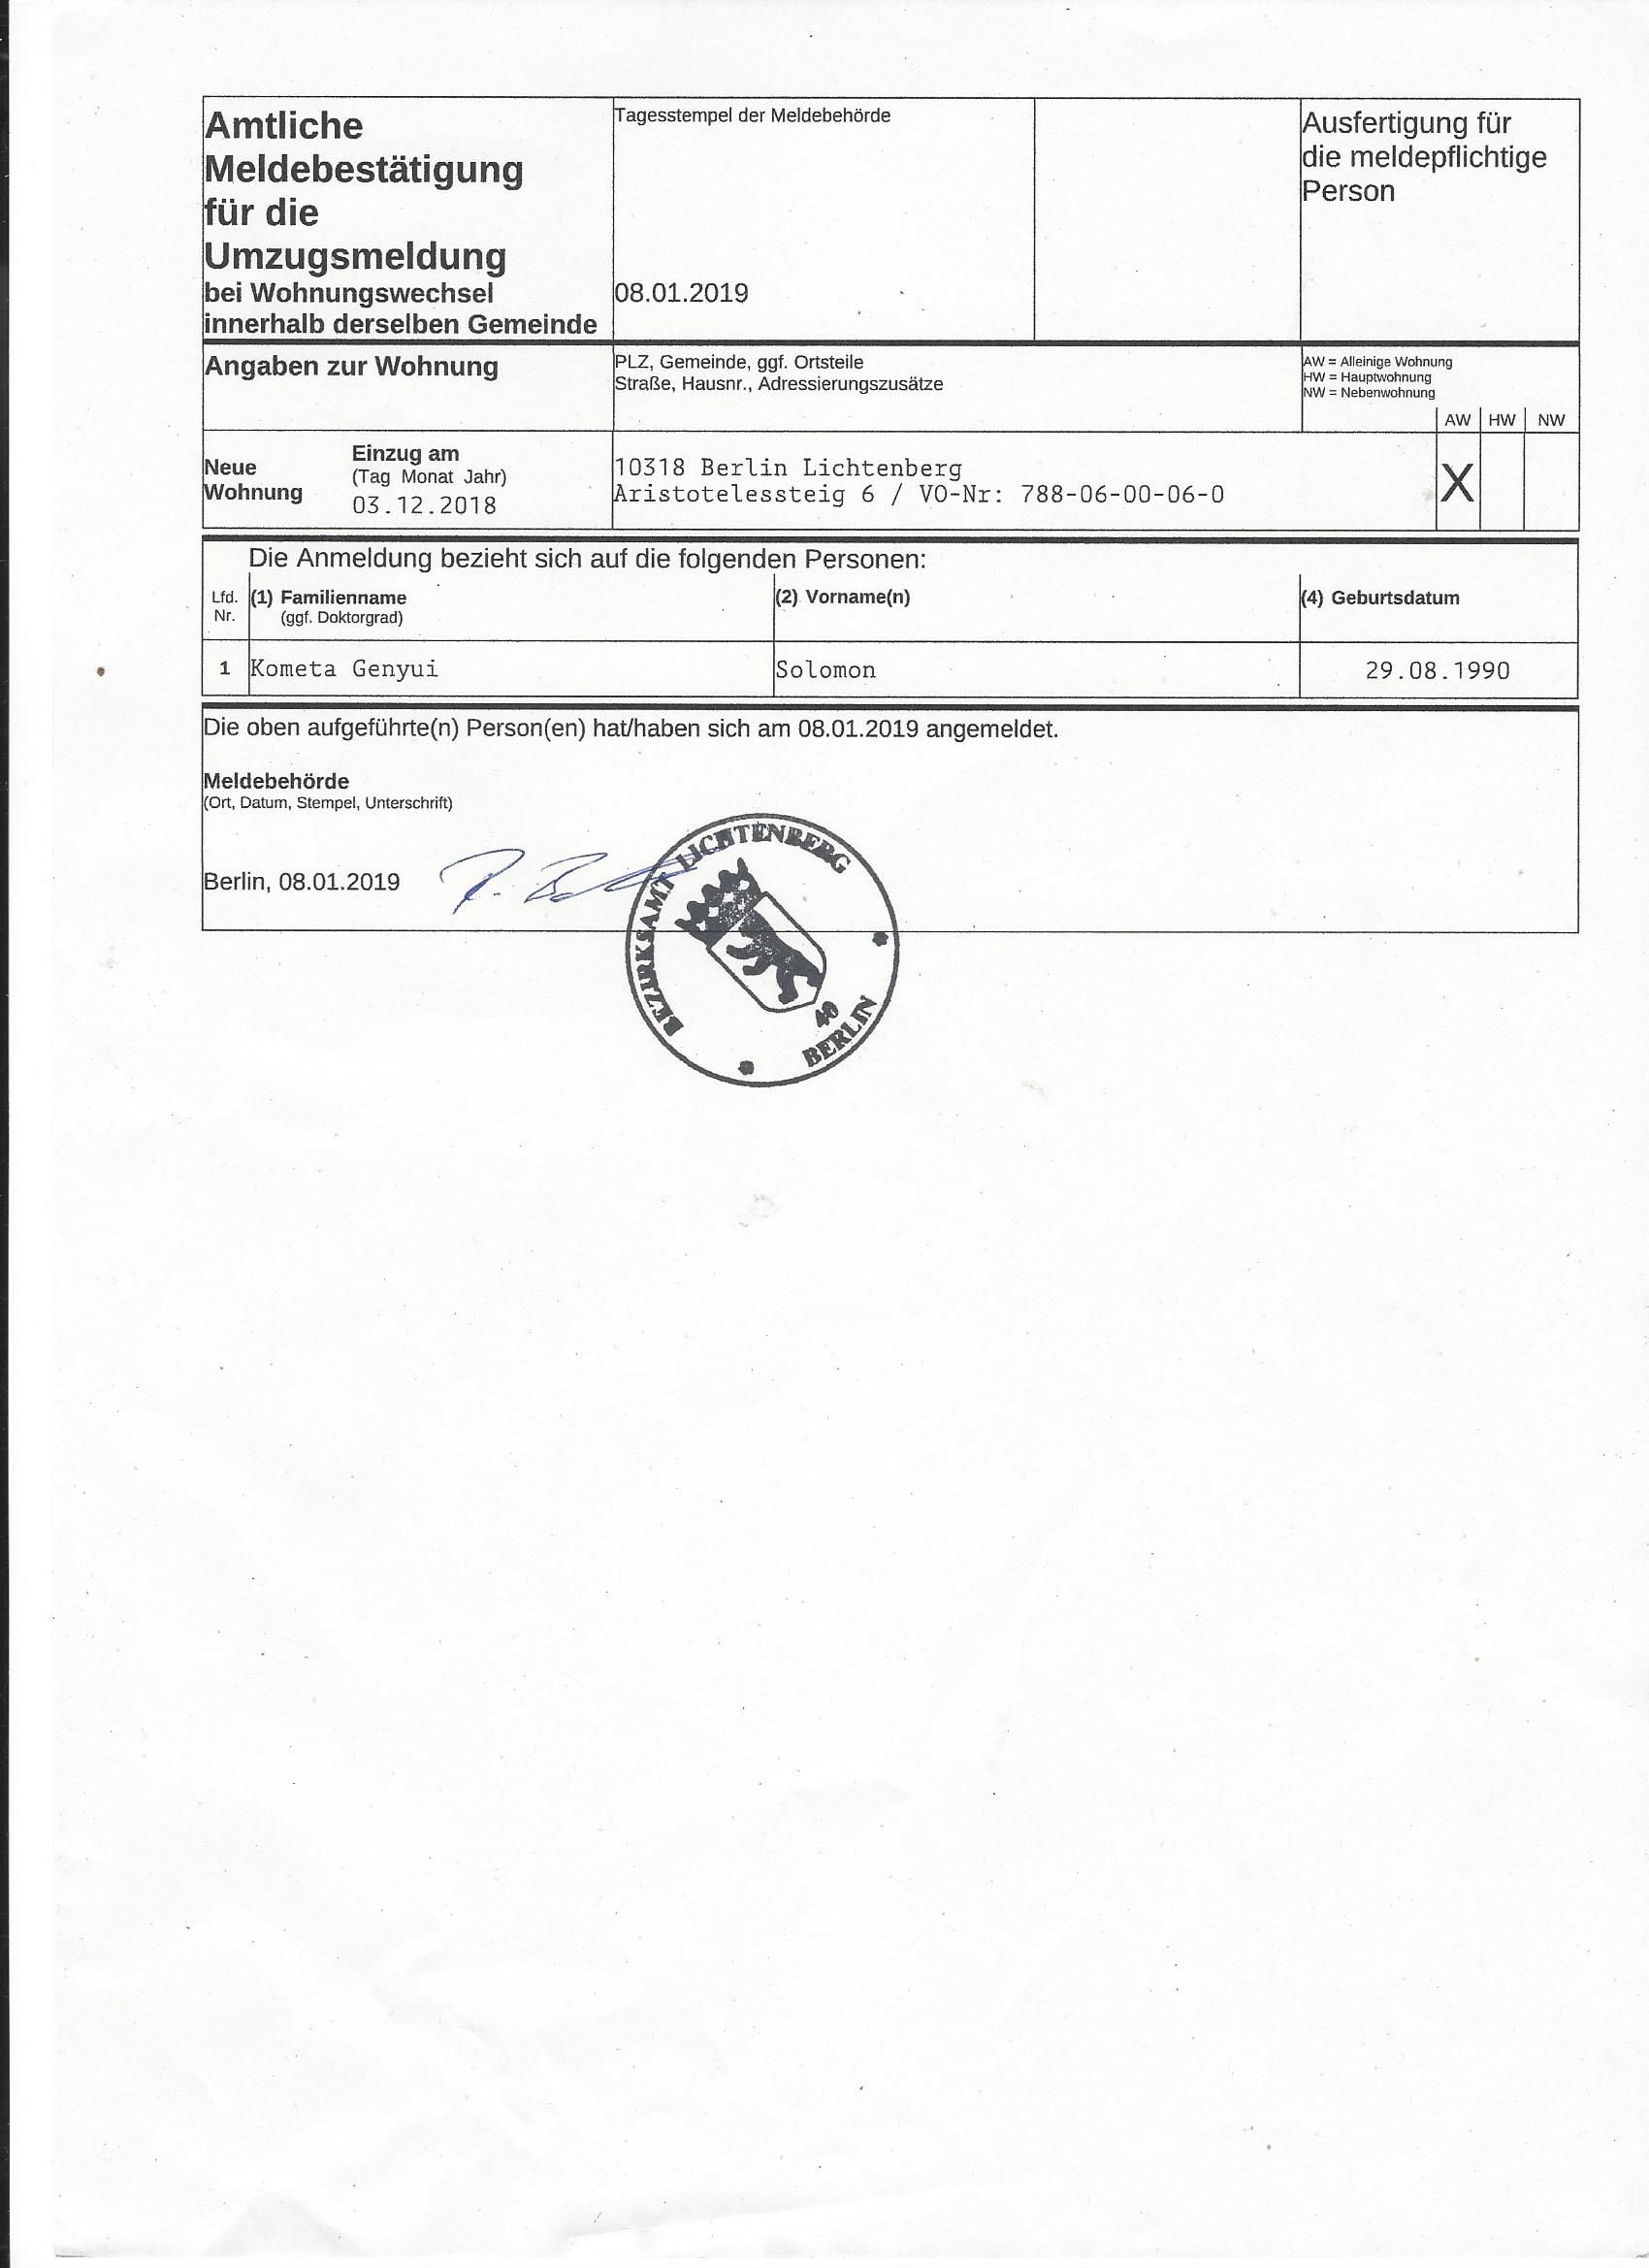 Amtliche
Meldebestätigung
für die
Umzugsmeldung
bei Wohnungswechsel
innerhalb derselben Gemeinde
Tagesstempel der Meldebehörde
08.01.2019
Ausfertigung für
die meldepflichtige
Person
Angaben zur Wohnung
PLZ, Gemeinde, ggf. Ortsteile
Straße, Hausnr., Adressierungszusätze
AW = Alleinige Wohnung
HW = Hauptwohnung
NW = Nebenwohnung
AW HW NW
Neue
Wohnung
Einzug am
(Tag Monat Jahr)
03.12.2018
10318 Berlin Lichtenberg
Aristotelessteig 6 / VO-Nr: 788-06-00-06-0
X
Die Anmeldung bezieht sich auf die folgenden Personen:
Lfd.
Nr.
(1) Familienname
(ggf. Doktorgrad)
(2) Vorname(n)
(4) Geburtsdatum
1 Kometa Genyui Solomon 29.08.1990
Die oben aufgeführte(n) Person(en) hat/haben sich am 08.01.2019 angemeldet.
Meldebehörde
(Ort, Datum, Stempel, Unterschrift)
Berlin, 08.01.2019
BEZIRKSAMT LICHTENBERG
40
BERLIN